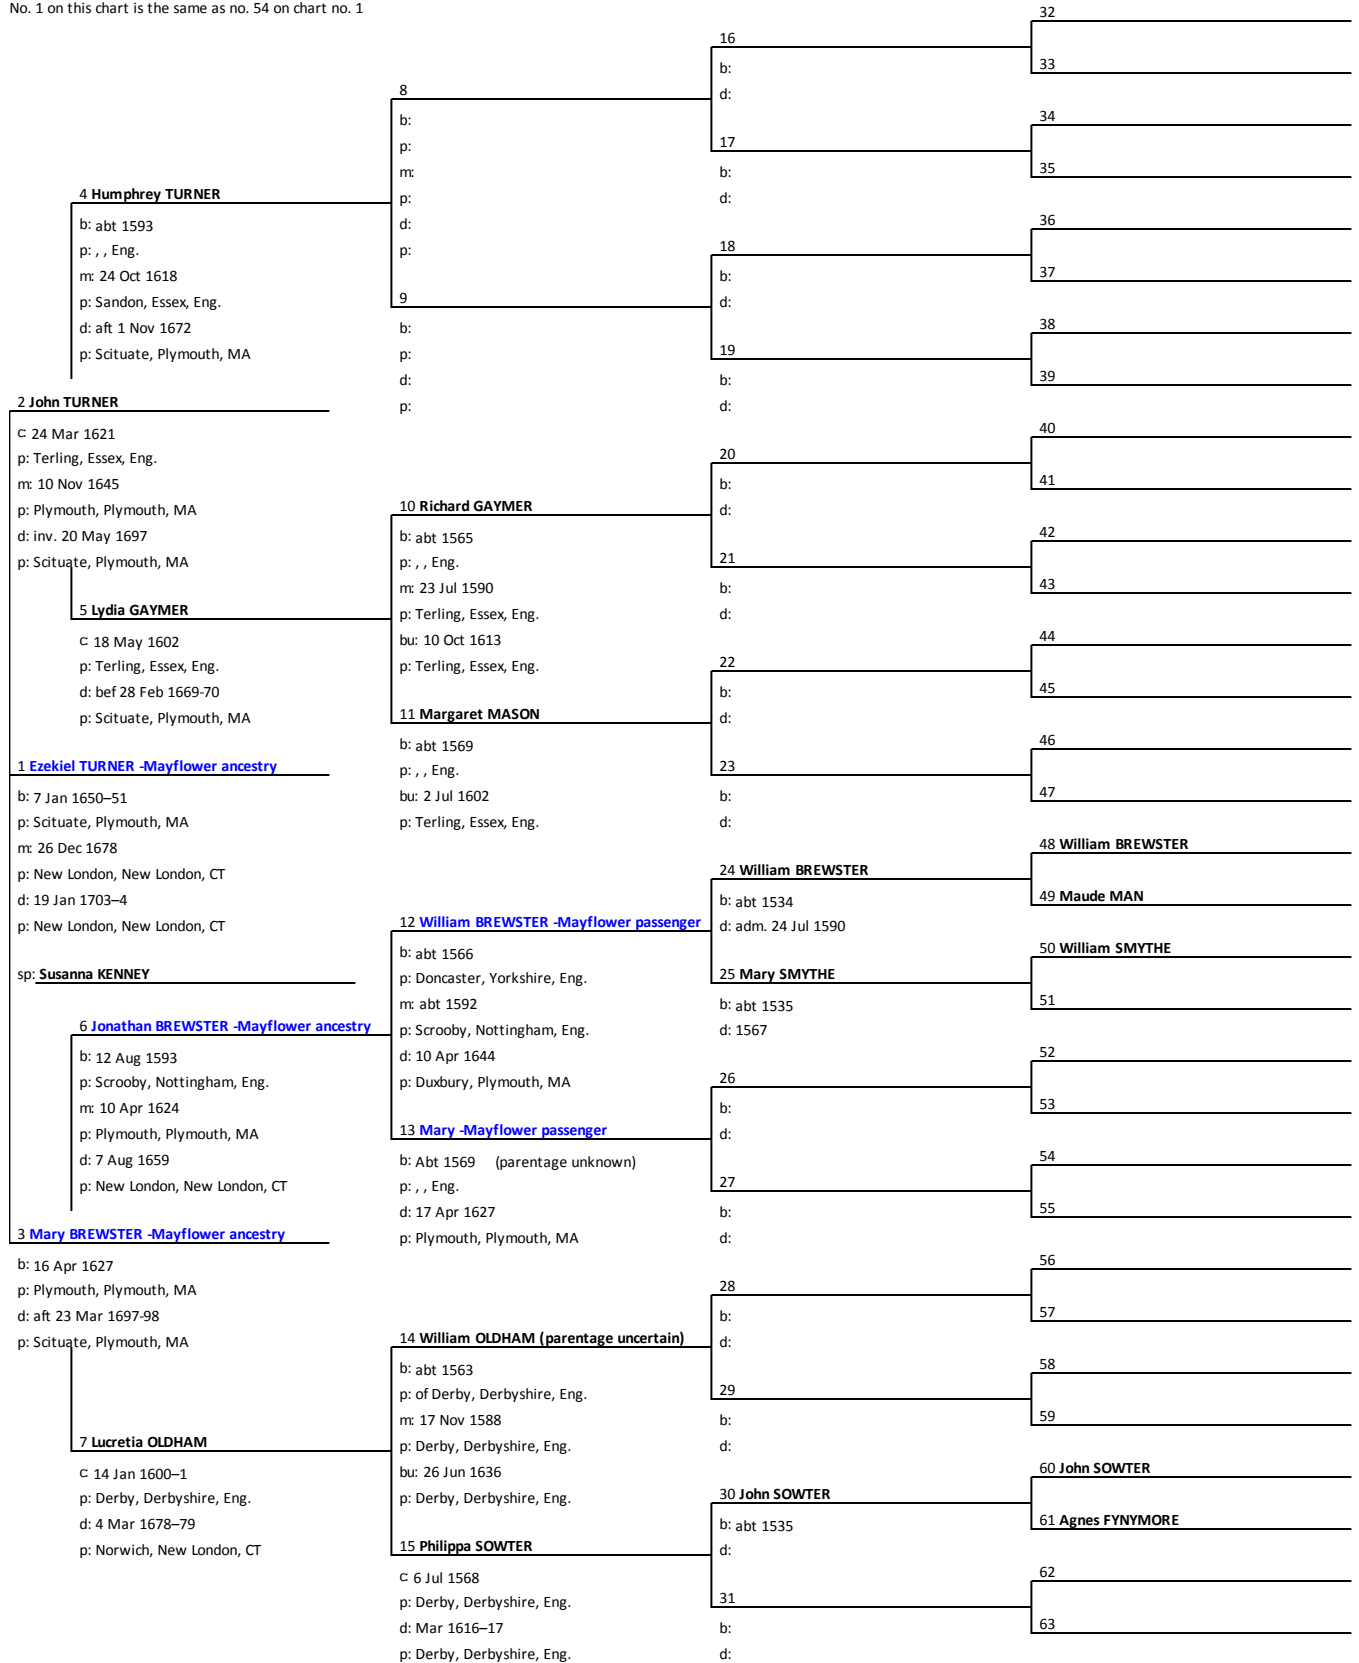 No. 1 on this chart is the same as no. 54 on chart no. 1
4 Humphrey TURNER
b: abt 1593
p: , , Eng.
m: 24 Oct 1618
p: Sandon, Essex, Eng.
d: aft 1 Nov 1672
p: Scituate, Plymouth, MA
2 John TURNER
c: 24 Mar 1621
p: Terling, Essex, Eng.
m: 10 Nov 1645
p: Plymouth, Plymouth, MA
d: inv. 20 May 1697
p: Scituate, Plymouth, MA
5 Lydia GAYMER
c: 18 May 1602
p: Terling, Essex, Eng.
d: bef 28 Feb 1669-70
p: Scituate, Plymouth, MA
1 Ezekiel TURNER -Mayflower ancestry
b: 7 Jan 1650–51
p: Scituate, Plymouth, MA
m: 26 Dec 1678
p: New London, New London, CT
d: 19 Jan 1703–4
p: New London, New London, CT
sp: Susanna KENNEY
6 Jonathan BREWSTER -Mayflower ancestry
b: 12 Aug 1593
p: Scrooby, Nottingham, Eng.
m: 10 Apr 1624
p: Plymouth, Plymouth, MA
d: 7 Aug 1659
p: New London, New London, CT
3 Mary BREWSTER -Mayflower ancestry
b: 16 Apr 1627
p: Plymouth, Plymouth, MA
d: aft 23 Mar 1697-98
p: Scituate, Plymouth, MA
7 Lucretia OLDHAM
c: 14 Jan 1600–1
p: Derby, Derbyshire, Eng.
d: 4 Mar 1678–79
p: Norwich, New London, CT
8
b:
p:
m:
p:
d:
p:
9
b:
p:
d:
p:
10 Richard GAYMER
b: abt 1565
p: , , Eng.
m: 23 Jul 1590
p: Terling, Essex, Eng.
bu: 10 Oct 1613
p: Terling, Essex, Eng.
11 Margaret MASON
b: abt 1569
p: , , Eng.
bu: 2 Jul 1602
p: Terling, Essex, Eng.
12 William BREWSTER -Mayflower passenger
b: abt 1566
p: Doncaster, Yorkshire, Eng.
m: abt 1592
p: Scrooby, Nottingham, Eng.
d: 10 Apr 1644
p: Duxbury, Plymouth, MA
13 Mary -Mayflower passenger
b: Abt 1569 (parentage unknown)
p: , , Eng.
d: 17 Apr 1627
p: Plymouth, Plymouth, MA
14 William OLDHAM (parentage uncertain)
b: abt 1563
p: of Derby, Derbyshire, Eng.
m: 17 Nov 1588
p: Derby, Derbyshire, Eng.
bu: 26 Jun 1636
p: Derby, Derbyshire, Eng.
15 Philippa SOWTER
c: 6 Jul 1568
p: Derby, Derbyshire, Eng.
d: Mar 1616–17
p: Derby, Derbyshire, Eng.
16
b:
d:
17
b:
d:
18
b:
d:
19
b:
d:
20
b:
d:
21
b:
d:
22
b:
d:
23
b:
d:
24 William BREWSTER
b: abt 1534
d: adm. 24 Jul 1590
25 Mary SMYTHE
b: abt 1535
d: 1567
26
b:
d:
27
b:
d:
28
b:
d:
29
b:
d:
30 John SOWTER
b: abt 1535
d:
31
b:
d:
32
33
34
35
36
37
38
39
40
41
42
43
44
45
46
47
48 William BREWSTER
49 Maude MAN
50 William SMYTHE
51
52
53
54
55
56
57
58
59
60 John SOWTER
61 Agnes FYNYMORE
62
63